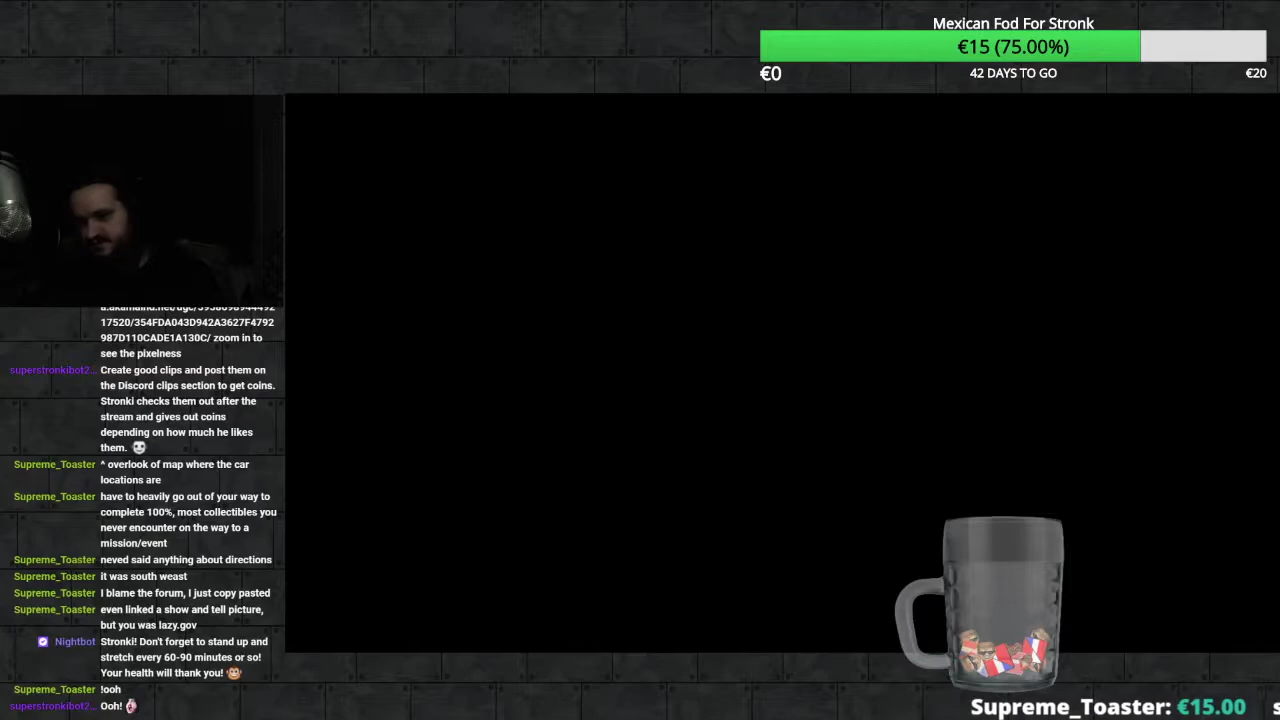 Mexican Fod For Stronk
€15 (75.00%)
€0
42 DAYS TO GO
€20
17520/354FDA043D942A3627F4792
987D110CADE1A130C/ zoom in to
see the pixelness
superstronkibot2... Create good clips and post them on
the Discord clips section to get coins.
Stronki checks them out after the
stream and gives out coins
depending on how much he likes
them.
Supreme_Toaster ^ overlook of map where the car
locations are
Supreme_Toaster have to heavily go out of your way to
complete 100%, most collectibles you
never encounter on the way to a
mission/event
Supreme_Toaster neved said anything about directions
Supreme_Toaster it was south weast
Supreme_Toaster I blame the forum, I just copy pasted
Supreme_Toaster even linked a show and tell picture,
but you was lazy.gov
Nightbot Stronki! Don't forget to stand up and
stretch every 60-90 minutes or so!
Your health will thank you!
Supreme_Toaster !ooh
superstronkibot2... Ooh!
Supreme_Toaster: €15.00